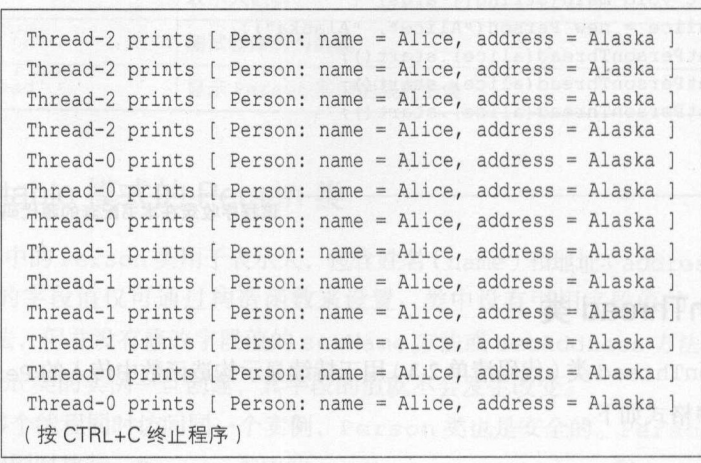 Thread-2 prints [ Person: name = Alice, address = Alaska ]
Thread-2 prints [ Person: name = Alice, address = Alaska ]
Thread-2 prints [ Person: name = Alice, address = Alaska ]
Thread-2 prints [ Person: name = Alice, address = Alaska ]
Thread-0 prints [ Person: name = Alice, address = Alaska ]
Thread-0 prints [ Person: name = Alice, address = Alaska ]
Thread-0 prints [ Person: name = Alice, address = Alaska ]
Thread-1 prints [ Person: name = Alice, address = Alaska ]
Thread-1 prints [ Person: name = Alice, address = Alaska ]
Thread-1 prints [ Person: name = Alice, address = Alaska ]
Thread-1 prints [ Person: name = Alice, address = Alaska ]
Thread-0 prints [ Person: name = Alice, address = Alaska ]
Thread-0 prints [ Person: name = Alice, address = Alaska ]
（按 CTRL+C 终止程序）